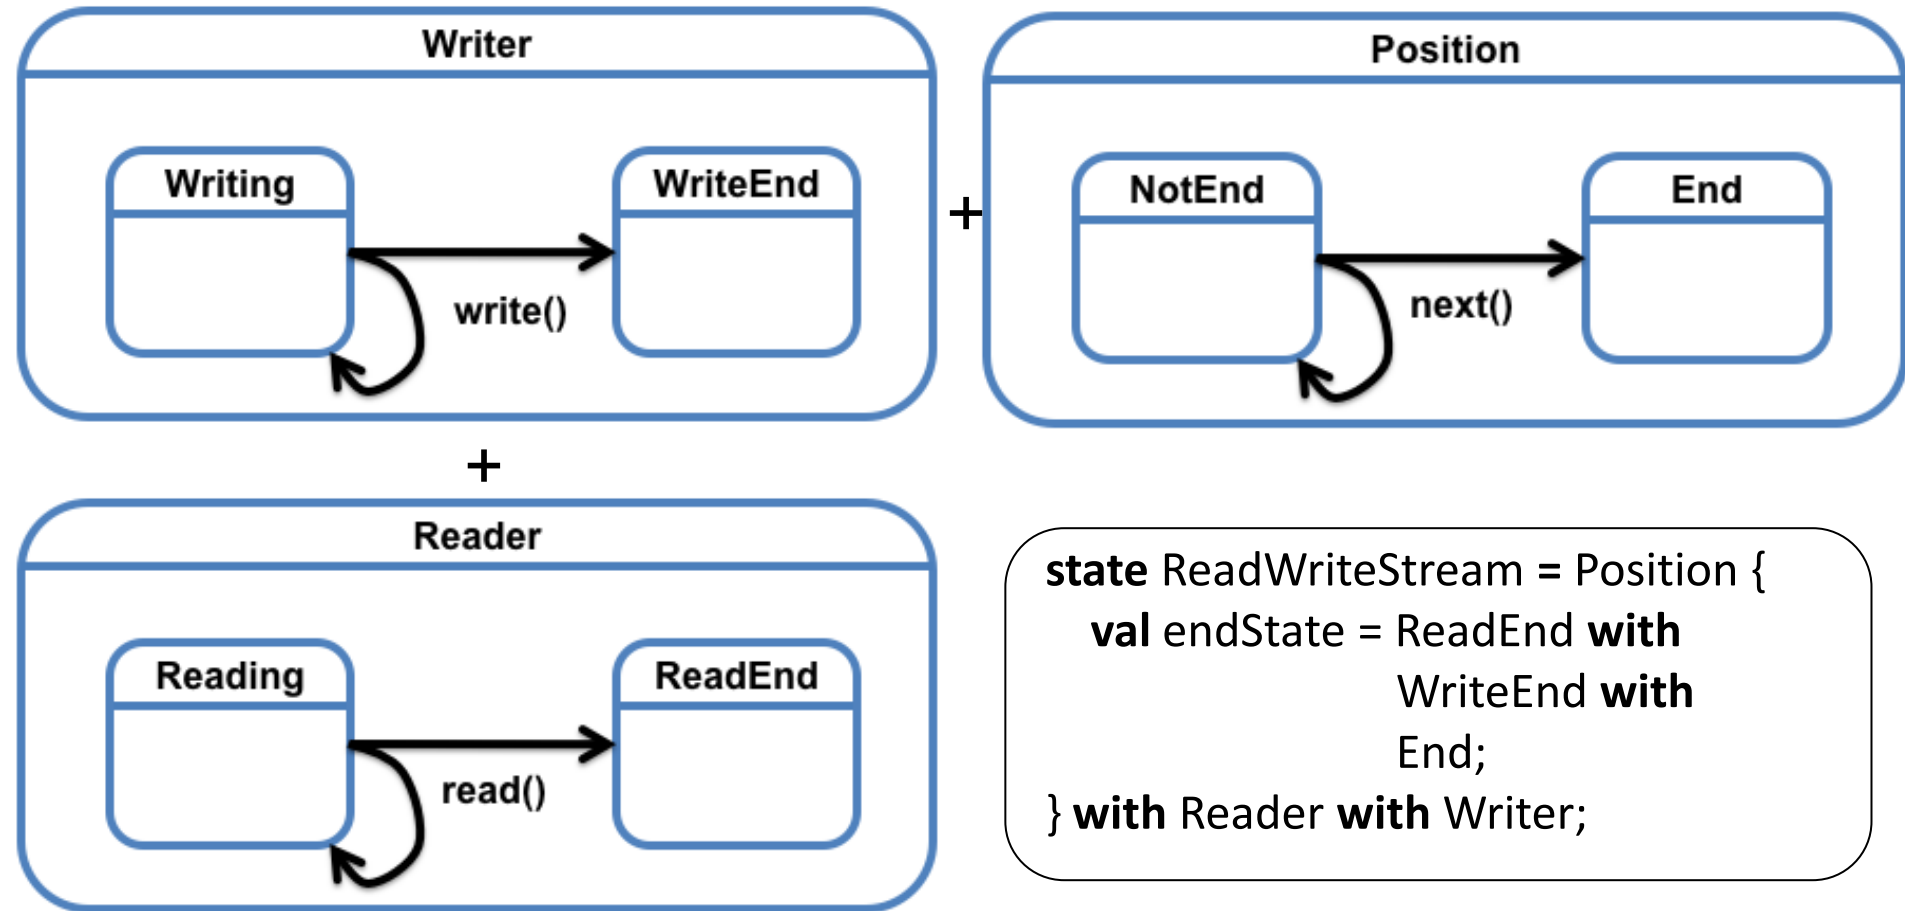 Writer
Writing
WriteEnd
write()
+
Position
NotEnd
End
next()
+
Reader
Reading
ReadEnd
read()
state ReadWriteStream = Position {
val endState = ReadEnd with
WriteEnd with
End;
} with Reader with Writer;